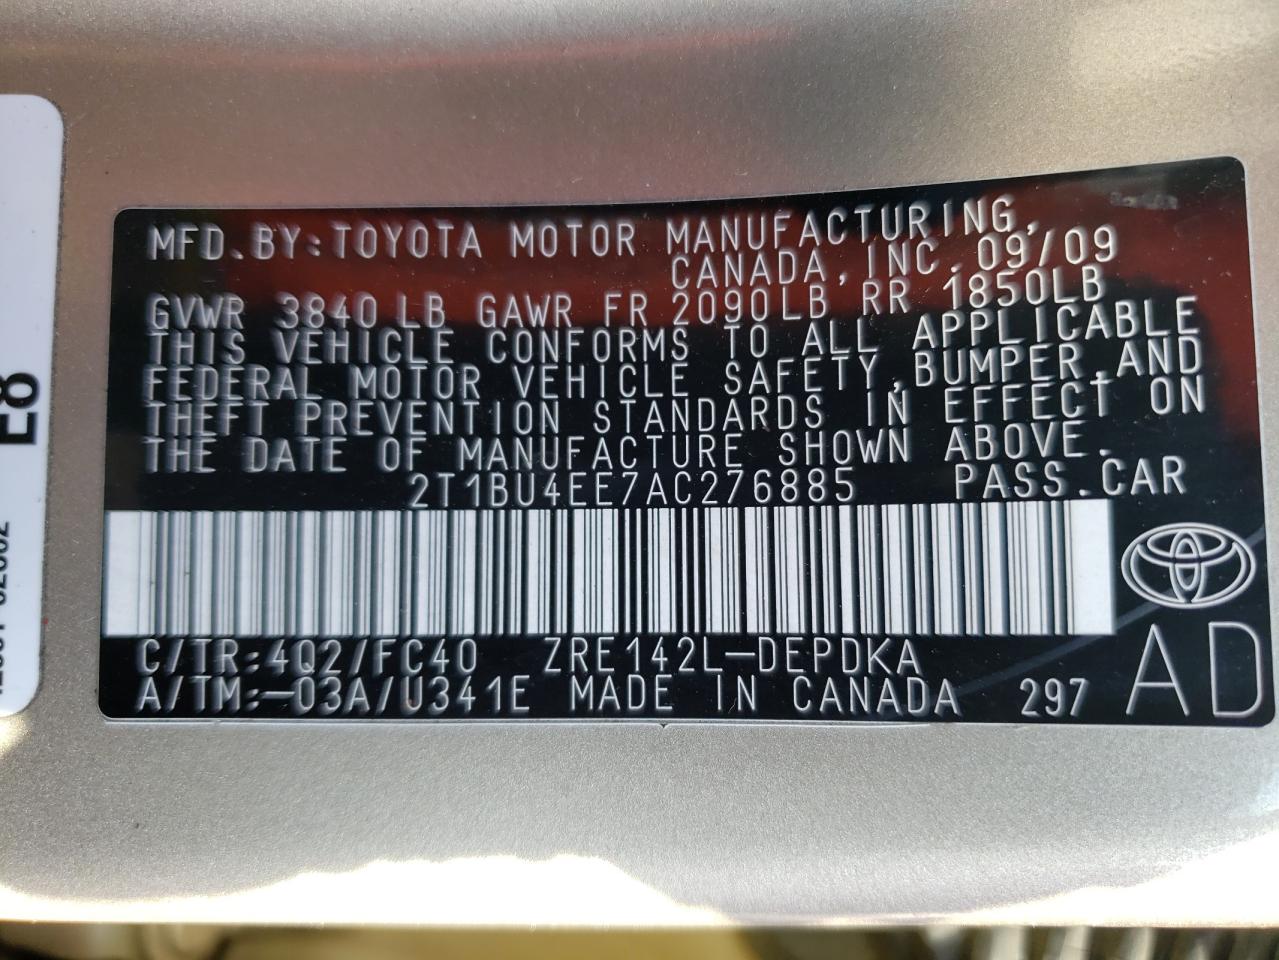 MFD.BY:TOYOTA MOTOR MANUFACTURING,
CANADA,INC.09/09
GVWR 3840 LB GAWR FR 2090LB RR 1850LB
THIS VEHICLE CONFORMS TO ALL APPLICABLE
FEDERAL MOTOR VEHICLE SAFETY,BUMPER,AND
THEFT PREVENTION STANDARDS IN EFFECT ON
THE DATE OF MANUFACTURE SHOWN ABOVE.
2T1BU4EE7AC276885 PASS.CAR
C/TR:4Q2/FC40 ZRE142L-DEPDKA
A/TM:-03A/U341E MADE IN CANADA 297
AD
E8